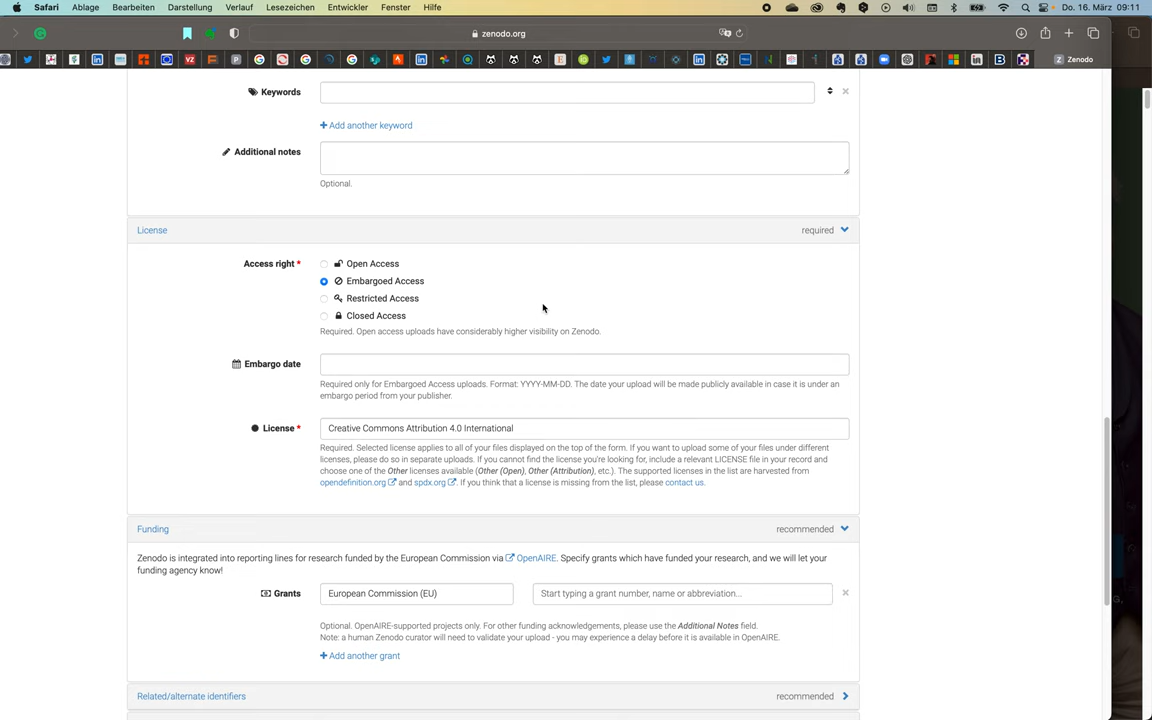 Safari Ablage Bearbeiten Darstellung Verlauf Lesezeichen Entwickler Fenster Hilfe Do. 16. März 09:11
zenodo.org
Zenodo
Keywords
Add another keyword
Additional notes
Optional.
License required
Access right *
Open Access
Embargoed Access
Restricted Access
Closed Access
Required. Open access uploads have considerably higher visibility on Zenodo.
Embargo date
Required only for Embargoed Access uploads. Format: YYYY-MM-DD. The date your upload will be made publicly available in case it is under an
embargo period from your publisher.
License * Creative Commons Attribution 4.0 International
Required. Selected license applies to all of your files displayed on the top of the form. If you want to upload some of your files under different
licenses, please do so in separate uploads. If you cannot find the license you're looking for, include a relevant LICENSE file in your record and
choose one of the Other licenses available (Other (Open), Other (Attribution), etc.). The supported licenses in the list are harvested from
opendefinition.org and spdx.org. If you think that a license is missing from the list, please contact us.
Funding recommended
Zenodo is integrated into reporting lines for research funded by the European Commission via OpenAIRE. Specify grants which have funded your research, and we will let your
funding agency know!
Grants European Commission (EU) Start typing a grant number, name or abbreviation...
Optional. OpenAIRE-supported projects only. For other funding acknowledgements, please use the Additional Notes field.
Note: a human Zenodo curator will need to validate your upload - you may experience a delay before it is available in OpenAIRE.
Add another grant
Related/alternate identifiers recommended